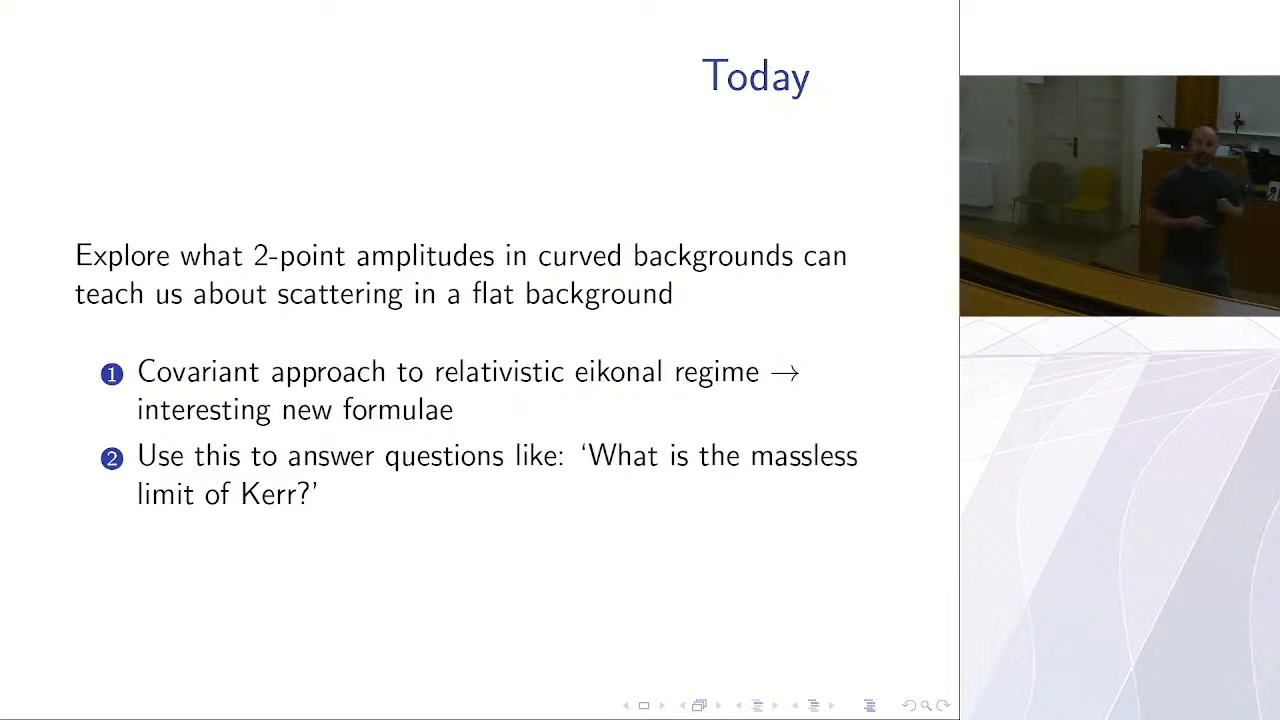 Today
Explore what 2-point amplitudes in curved backgrounds can
teach us about scattering in a flat background
1 Covariant approach to relativistic eikonal regime →
interesting new formulae
2 Use this to answer questions like: ‘What is the massless
limit of Kerr?’